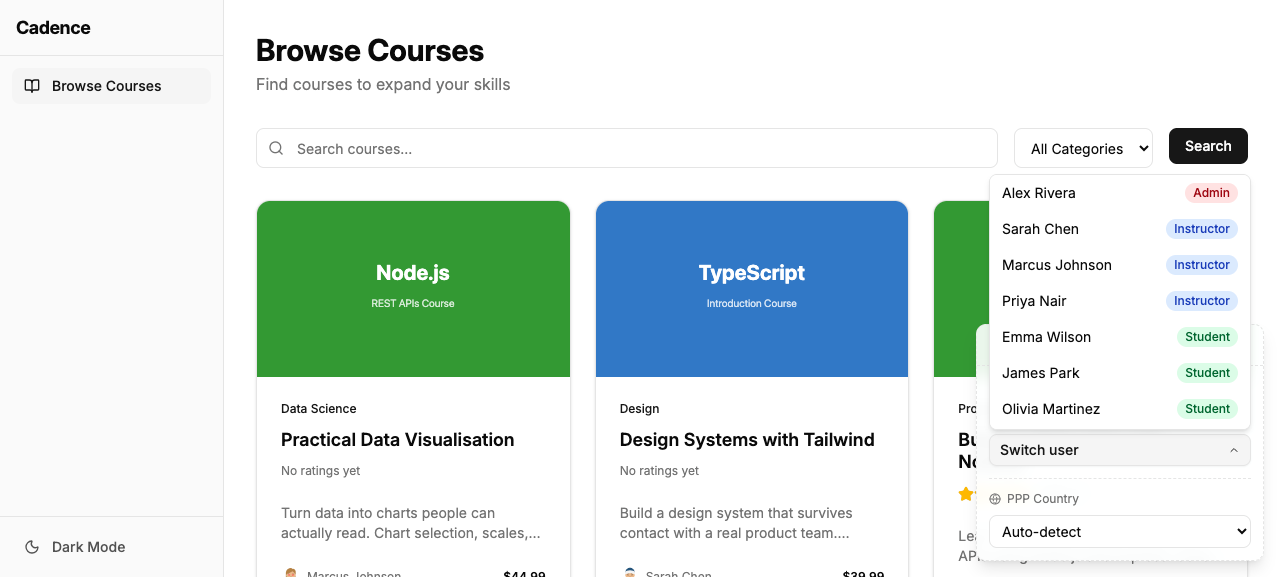 Cadence
Browse Courses
Dark Mode
Browse Courses
Find courses to expand your skills
Search courses...
All Categories
Search
Node.js
REST APIs Course
Data Science
Practical Data Visualisation
No ratings yet
Turn data into charts people can
actually read. Chart selection, scales,...
Marcus Johnson $44.99
TypeScript
Introduction Course
Design
Design Systems with Tailwind
No ratings yet
Build a design system that survives
contact with a real product team....
Sarah Chen $39.99
Alex Rivera Admin
Sarah Chen Instructor
Marcus Johnson Instructor
Priya Nair Instructor
Emma Wilson Student
James Park Student
Olivia Martinez Student
Switch user
PPP Country
Auto-detect